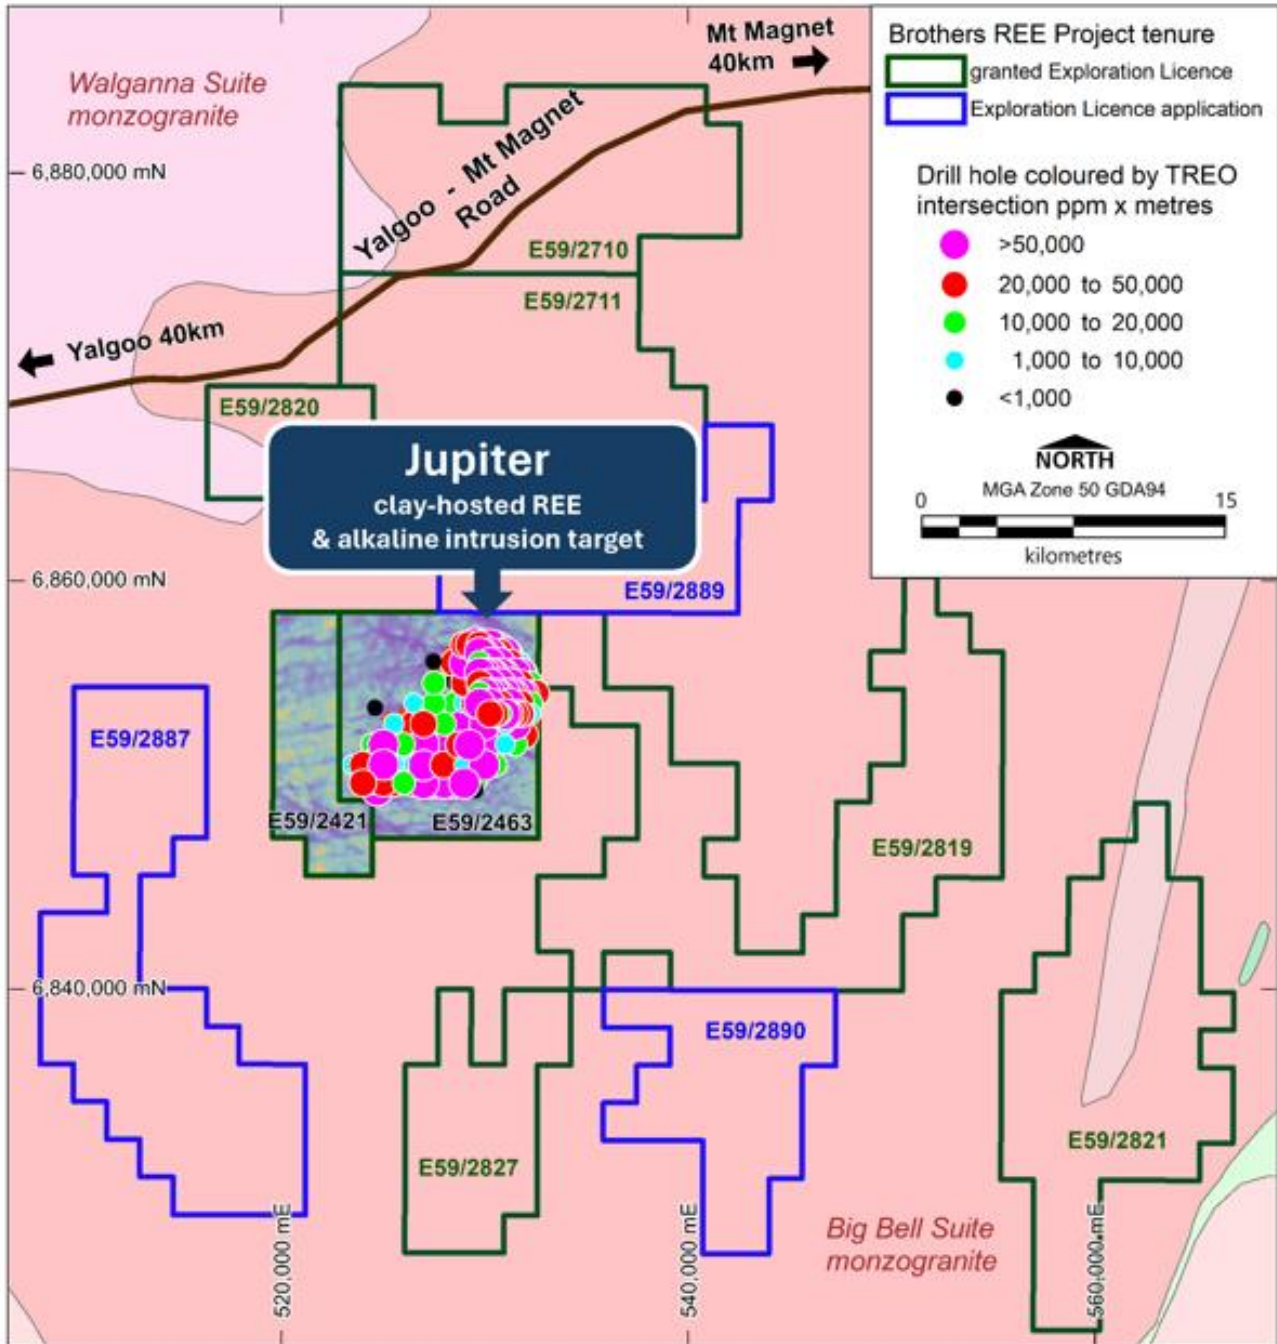 Walganna Suite
monzogranite
Mt Magnet
40km
Brothers REE Project tenure
granted Exploration Licence
Exploration Licence application
Drill hole coloured by TREO
intersection ppm x metres
>50,000
20,000 to 50,000
10,000 to 20,000
1,000 to 10,000
<1,000
NORTH
MGA Zone 50 GDA94
0 15
kilometres
6,880,000 mN
Yalgoo - Mt Magnet
Road
E59/2710
E59/2711
Yalgoo 40km
E59/2820
Jupiter
clay-hosted REE
& alkaline intrusion target
6,860,000 mN
E59/2889
E59/2887
E59/2421
E59/2463
E59/2819
6,840,000 mN
E59/2890
E59/2827
E59/2821
Big Bell Suite
monzogranite
520,000 mE
540,000 mE
560,000 mE